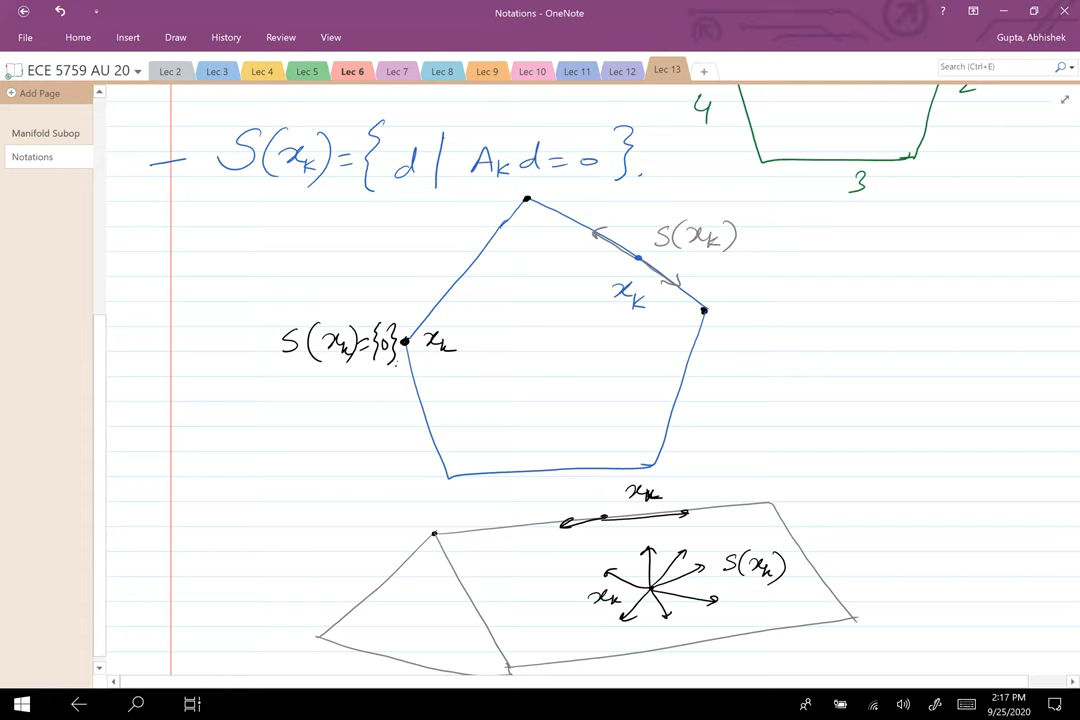 Notations - OneNote
?
File Home Insert Draw History Review View Gupta, Abhishek
ECE 5759 AU 20 Lec 2 Lec 3 Lec 4 Lec 5 Lec 6 Lec 7 Lec 8 Lec 9 Lec 10 Lec 11 Lec 12 Lec 13 + Search (Ctrl+E)
+ Add Page
Manifold Subop
Notations
4 2
3
— S(x_k) = { d | A_k d = 0 }.
S(x_k)
x_k
S(x_k) = {0} x_k
x_k
S(x_k)
x_k
2:17 PM
9/25/2020